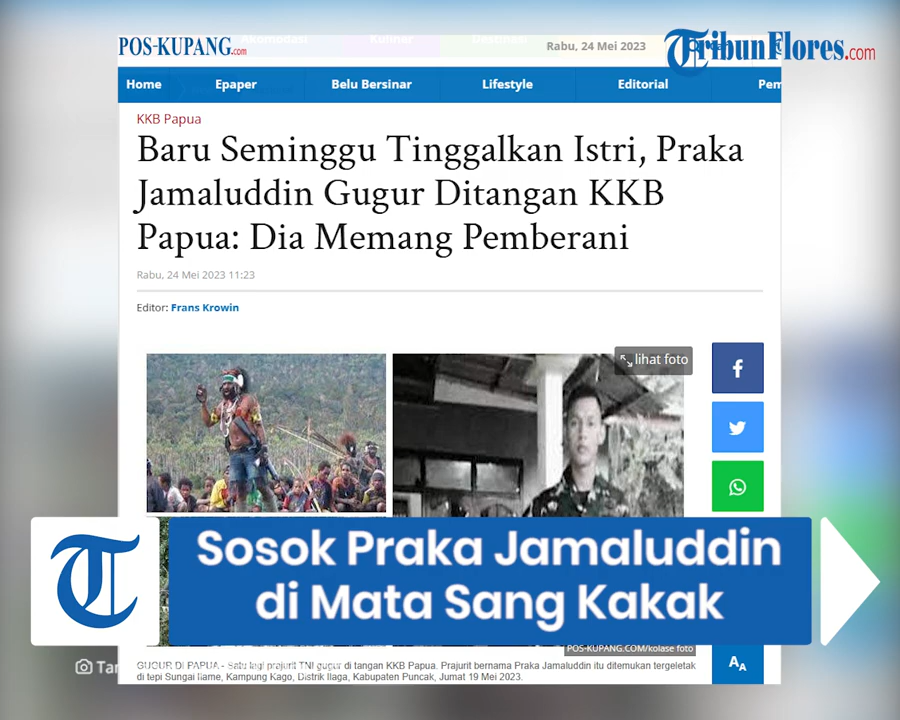 POS-KUPANG.com
Akomodasi Kuliner
Rabu, 24 Mei 2023
TribunFlores.com
Home Epaper Belu Bersinar Lifestyle Editorial Pem
KKB Papua
Baru Seminggu Tinggalkan Istri, Praka
Jamaluddin Gugur Ditangan KKB
Papua: Dia Memang Pemberani
Rabu, 24 Mei 2023 11:23
Editor: Frans Krowin
lihat foto
T
Sosok Praka Jamaluddin
di Mata Sang Kakak
POS-KUPANG.COM/kolase foto
GUGUR DI PAPUA - Satu lagi prajurit TNI gugur di tangan KKB Papua. Prajurit bernama Praka Jamaluddin itu ditemukan tergeletak
di tepi Sungai Ilame, Kampung Kago, Distrik Ilaga, Kabupaten Puncak, Jumat 19 Mei 2023.
AA